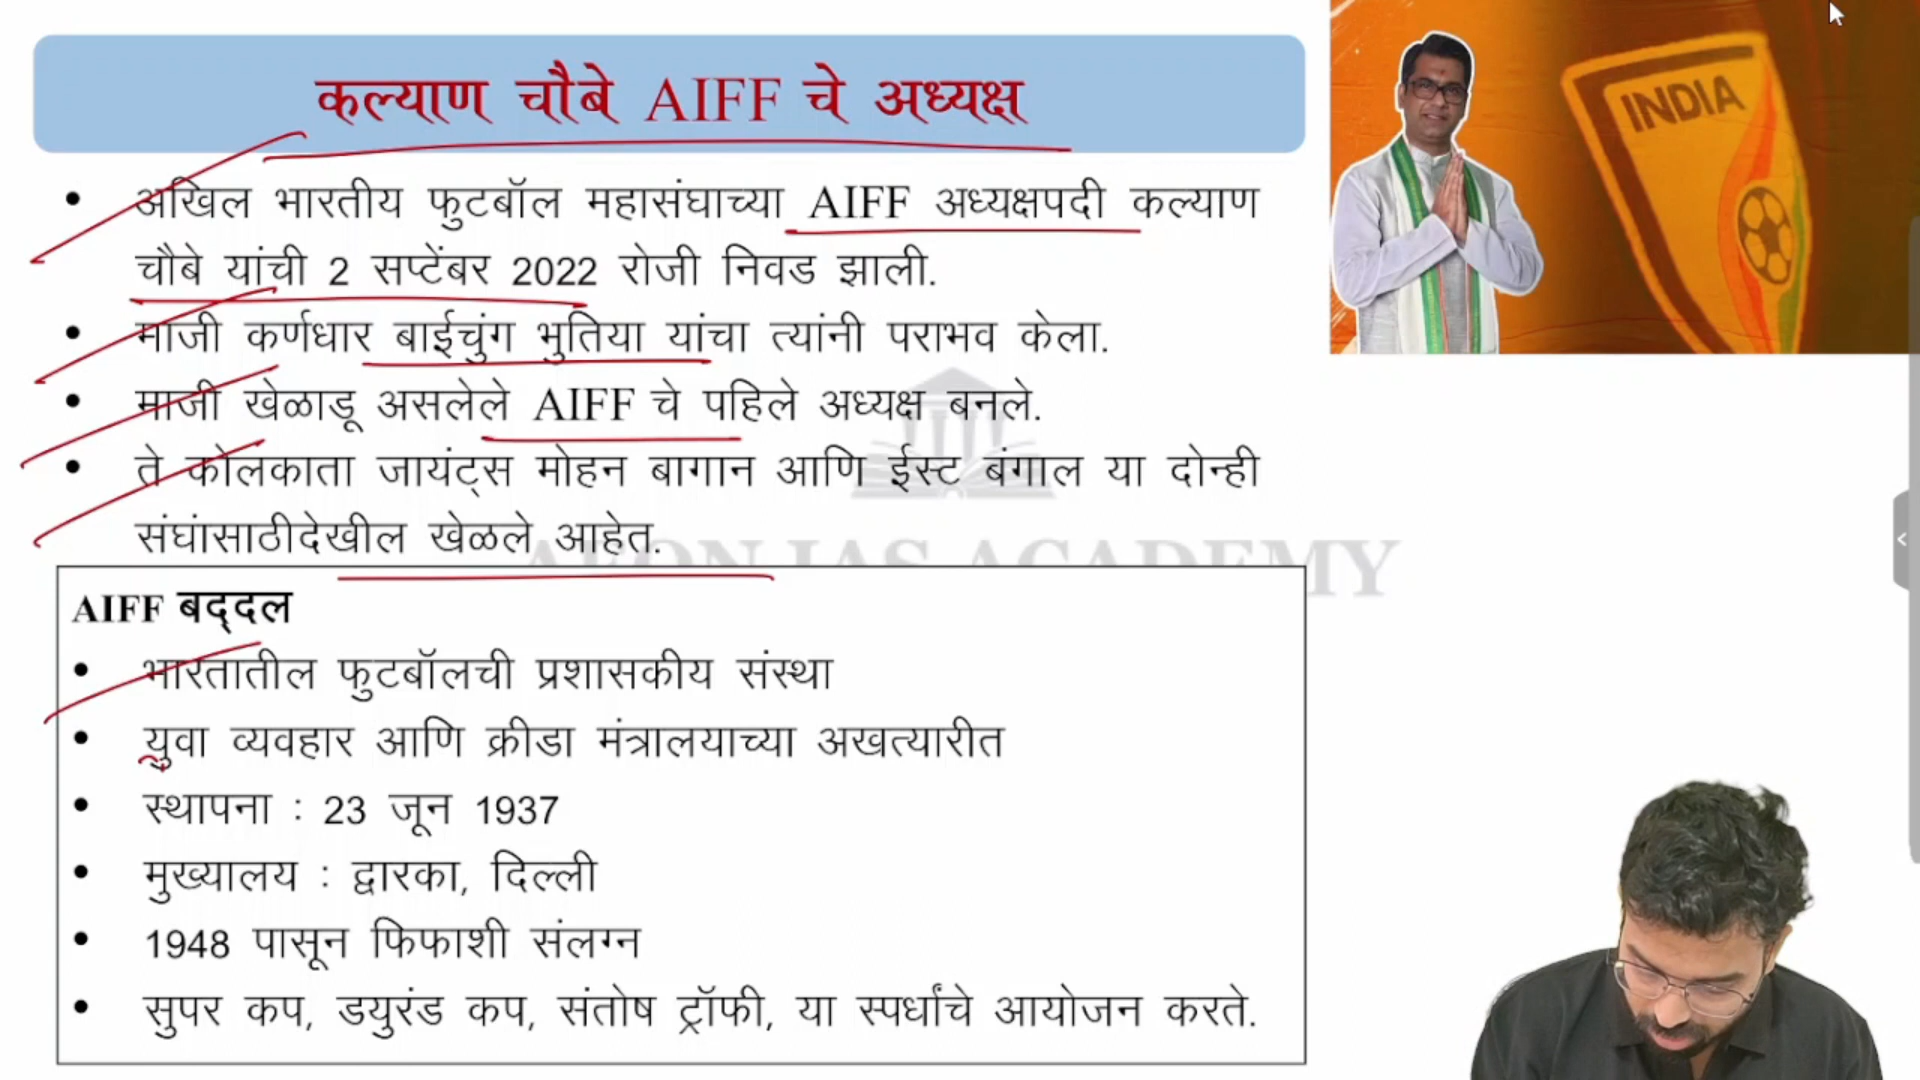 कल्याण चौबे AIFF चे अध्यक्ष
INDIA
• अखिल भारतीय फुटबॉल महासंघाच्या AIFF अध्यक्षपदी कल्याण
चौबे यांची 2 सप्टेंबर 2022 रोजी निवड झाली.
• माजी कर्णधार बाईचुंग भुतिया यांचा त्यांनी पराभव केला.
• माजी खेळाडू असलेले AIFF चे पहिले अध्यक्ष बनले.
• ते कोलकाता जायंट्स मोहन बागान आणि ईस्ट बंगाल या दोन्ही
संघांसाठीदेखील खेळले आहेत.
IAS ACADEMY
AIFF बद्दल
• भारतातील फुटबॉलची प्रशासकीय संस्था
• युवा व्यवहार आणि क्रीडा मंत्रालयाच्या अखत्यारीत
• स्थापना : 23 जून 1937
• मुख्यालय : द्वारका, दिल्ली
• 1948 पासून फिफाशी संलग्न
• सुपर कप, डयुरंड कप, संतोष ट्रॉफी, या स्पर्धांचे आयोजन करते.